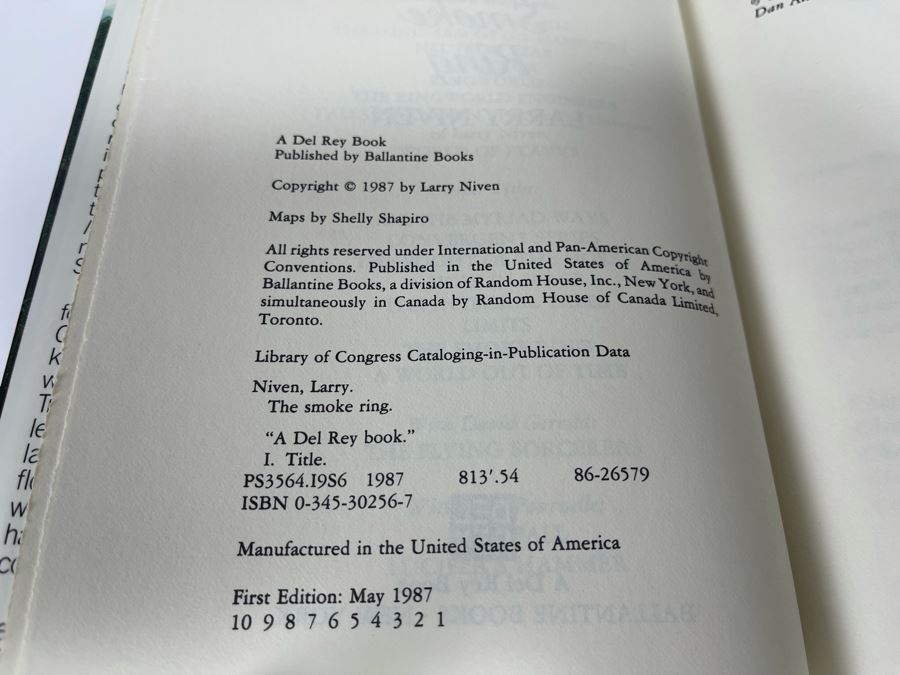 A Del Rey Book
Published by Ballantine Books
Copyright © 1987 by Larry Niven
Maps by Shelly Shapiro
All rights reserved under International and Pan-American Copyright
Conventions. Published in the United States of America by
Ballantine Books, a division of Random House, Inc., New York, and
simultaneously in Canada by Random House of Canada Limited,
Toronto.
Library of Congress Cataloging-in-Publication Data
Niven, Larry.
The smoke ring.
“A Del Rey book.”
I. Title.
PS3564.I9S6 1987 813′.54 86-26579
ISBN 0-345-30256-7
Manufactured in the United States of America
First Edition: May 1987
10 9 8 7 6 5 4 3 2 1
Dan